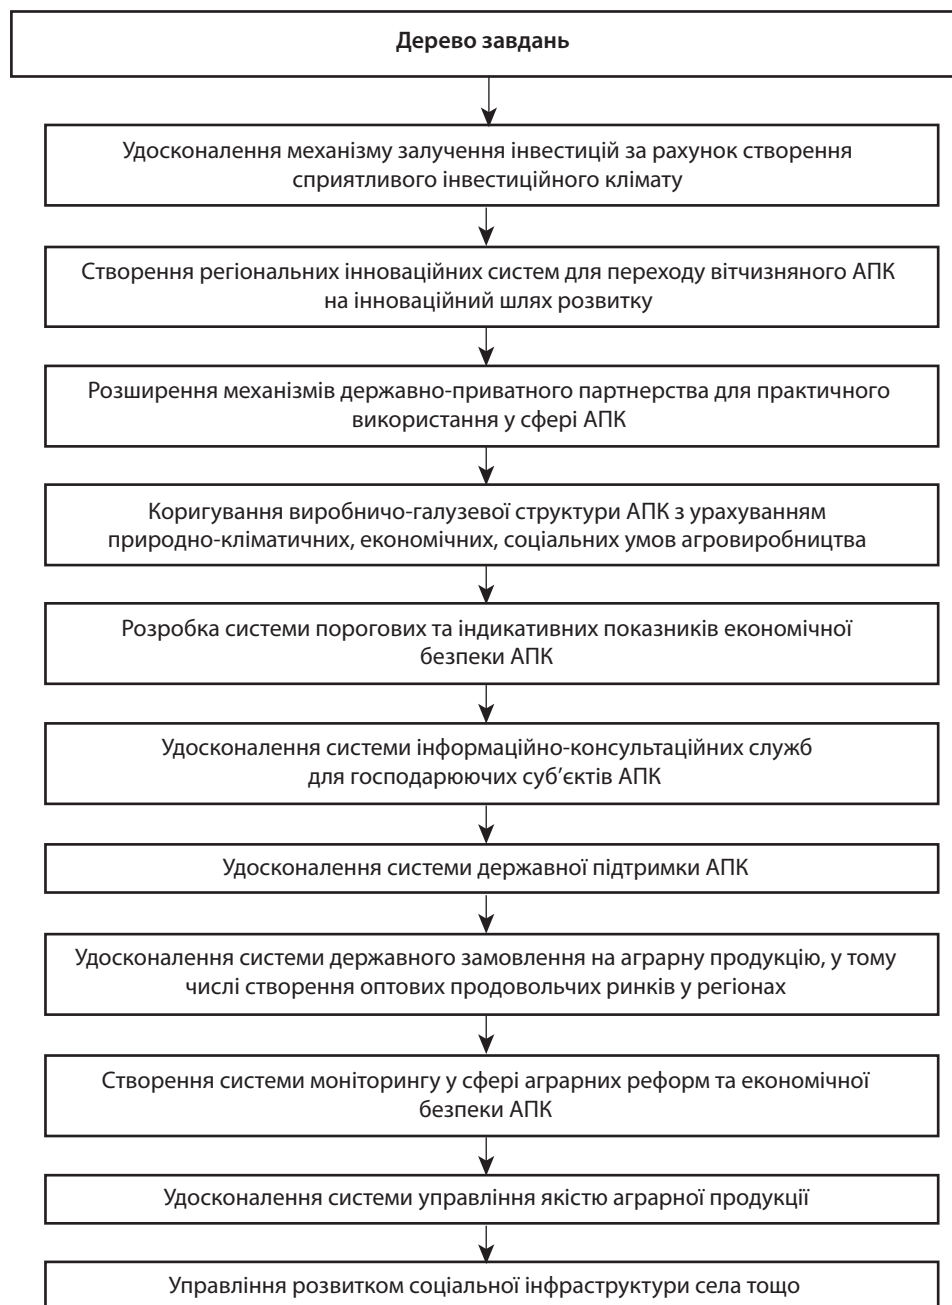 Дерево завдань
Удосконалення механізму залучення інвестицій за рахунок створення
сприятливого інвестиційного клімату
Створення регіональних інноваційних систем для переходу вітчизняного АПК
на інноваційний шлях розвитку
Розширення механізмів державно-приватного партнерства для практичного
використання у сфері АПК
Коригування виробничо-галузевої структури АПК з урахуванням
природно-кліматичних, економічних, соціальних умов агровиробництва
Розробка системи порогових та індикативних показників економічної
безпеки АПК
Удосконалення системи інформаційно-консультаційних служб
для господарюючих суб’єктів АПК
Удосконалення системи державної підтримки АПК
Удосконалення системи державного замовлення на аграрну продукцію, у тому
числі створення оптових продовольчих ринків у регіонах
Створення системи моніторингу у сфері аграрних реформ та економічної
безпеки АПК
Удосконалення системи управління якістю аграрної продукції
Управління розвитком соціальної інфраструктури села тощо